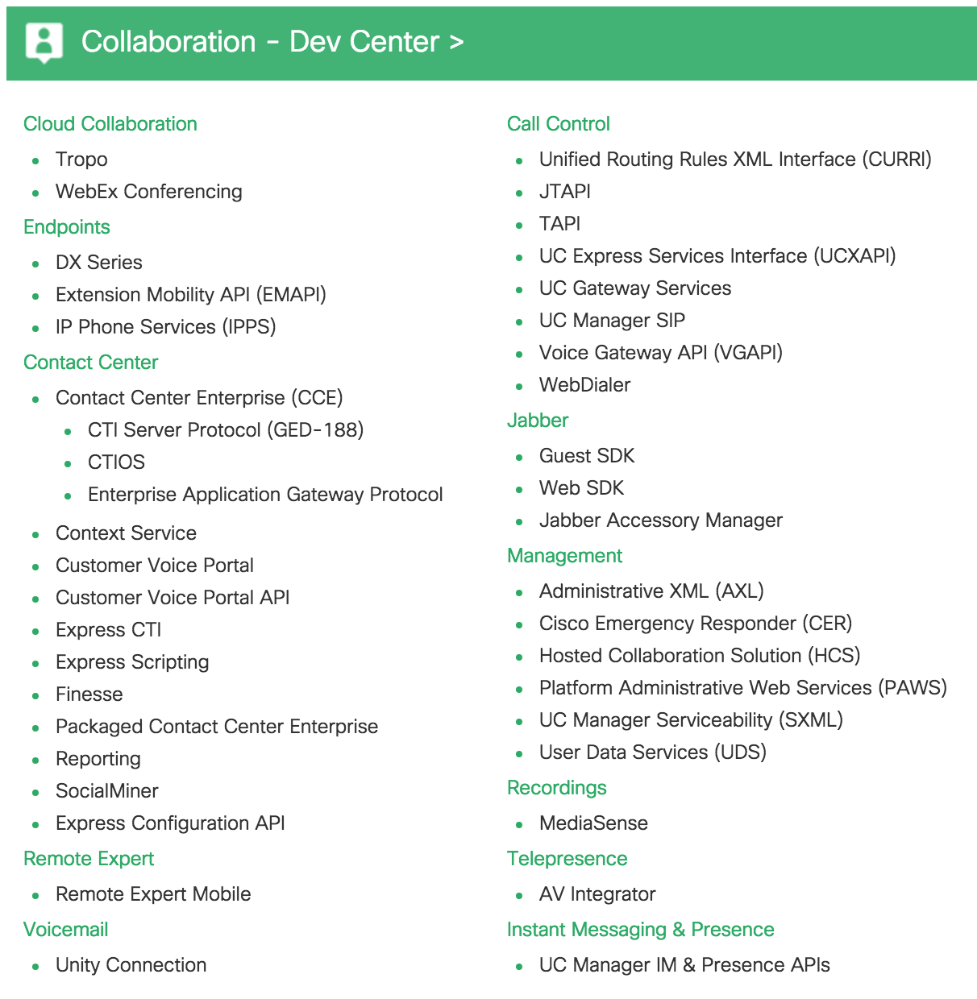 Collaboration - Dev Center >
Cloud Collaboration
Tropo
WebEx Conferencing
Endpoints
DX Series
Extension Mobility API (EMAPI)
IP Phone Services (IPPS)
Contact Center
Contact Center Enterprise (CCE)
CTI Server Protocol (GED-188)
CTIOS
Enterprise Application Gateway Protocol
Context Service
Customer Voice Portal
Customer Voice Portal API
Express CTI
Express Scripting
Finesse
Packaged Contact Center Enterprise
Reporting
SocialMiner
Express Configuration API
Remote Expert
Remote Expert Mobile
Voicemail
Unity Connection
Call Control
Unified Routing Rules XML Interface (CURRI)
JTAPI
TAPI
UC Express Services Interface (UCXAPI)
UC Gateway Services
UC Manager SIP
Voice Gateway API (VGAPI)
WebDialer
Jabber
Guest SDK
Web SDK
Jabber Accessory Manager
Management
Administrative XML (AXL)
Cisco Emergency Responder (CER)
Hosted Collaboration Solution (HCS)
Platform Administrative Web Services (PAWS)
UC Manager Serviceability (SXML)
User Data Services (UDS)
Recordings
MediaSense
Telepresence
AV Integrator
Instant Messaging & Presence
UC Manager IM & Presence APIs